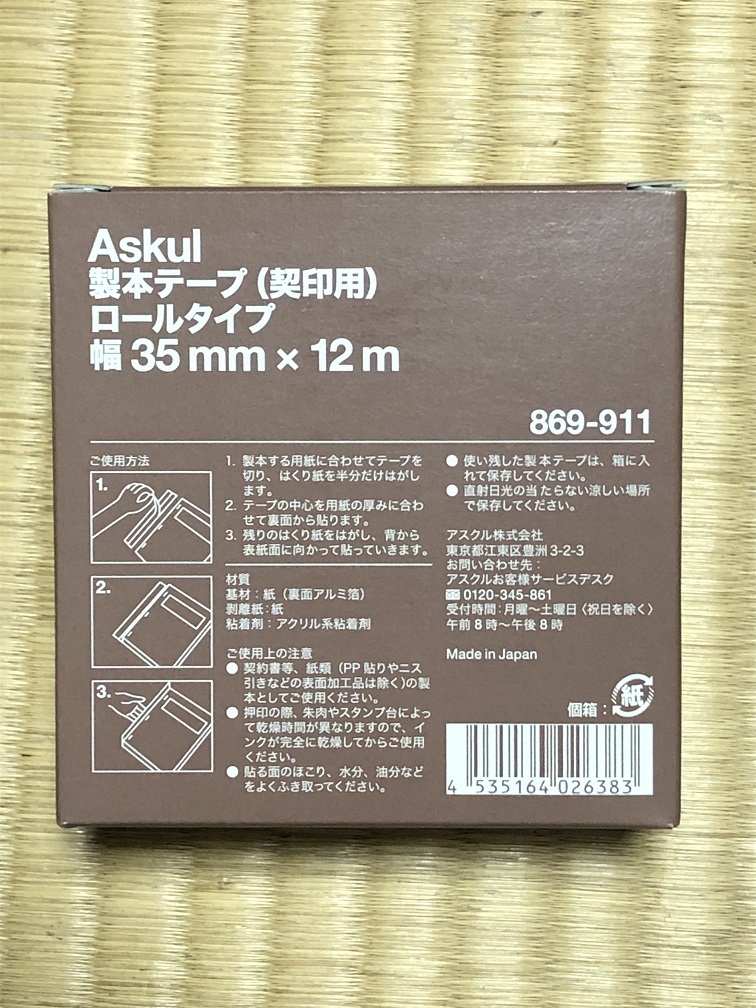 Askul
製本テープ（契印用）
ロールタイプ
幅 35 mm × 12 m
869-911
ご使用方法
1.
2.
3.
1. 製本する用紙に合わせてテープを
切り、はくり紙を半分だけはがし
ます。
2. テープの中心を用紙の厚みに合わ
せて裏面から貼ります。
3. 残りのはくり紙をはがし、背から
表紙面に向かって貼っていきます。
材質
基材：紙（裏面アルミ箔）
剥離紙：紙
粘着剤：アクリル系粘着剤
ご使用上の注意
● 契約書等、紙類（PP 貼りやニス
引きなどの表面加工品は除く）の製
本としてご使用ください。
● 押印の際、朱肉やスタンプ台によっ
て乾燥時間が異なりますので、イ
ンクが完全に乾燥してからご使用
ください。
● 貼る面のほこり、水分、油分など
をよくふき取ってください。
● 使い残した製本テープは、箱に入
れて保存してください。
● 直射日光の当たらない涼しい場所
で保存してください。
アスクル株式会社
東京都江東区豊洲 3-2-3
お問い合わせ先：
アスクルお客様サービスデスク
0120-345-861
受付時間：月曜〜土曜日〈祝日を除く〉
午前 8 時〜午後 8 時
Made in Japan
個箱：紙
4 535164 026383